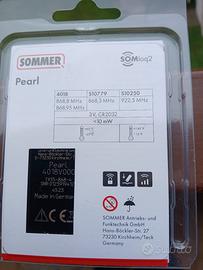 SOMMER
SOMloq2
Pearl
4018 S10779 S10250
868,8 MHz 868,3 MHz 922,5 MHz
868,95 MHz
<10 mW
3V, CR2032
Pearl
4018V000
Made in Germany
SOMMER Antriebs- und
Funktechnik GmbH
Hans-Böckler-Str. 27
73230 Kirchheim/Teck
Germany
subito